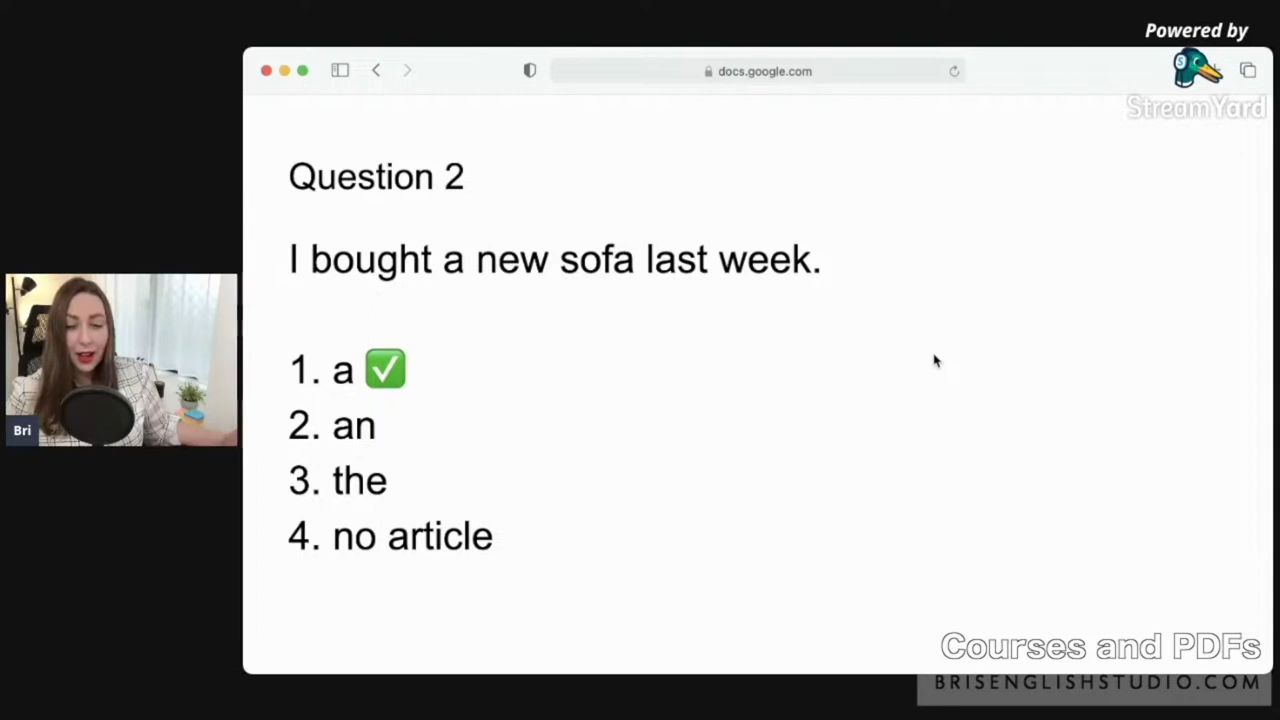 Powered by
docs.google.com
S
StreamYard
Question 2
I bought a new sofa last week.
1. a ✅
2. an
3. the
4. no article
Bri
Courses and PDFs
BRISENGLISHSTUDIO.COM